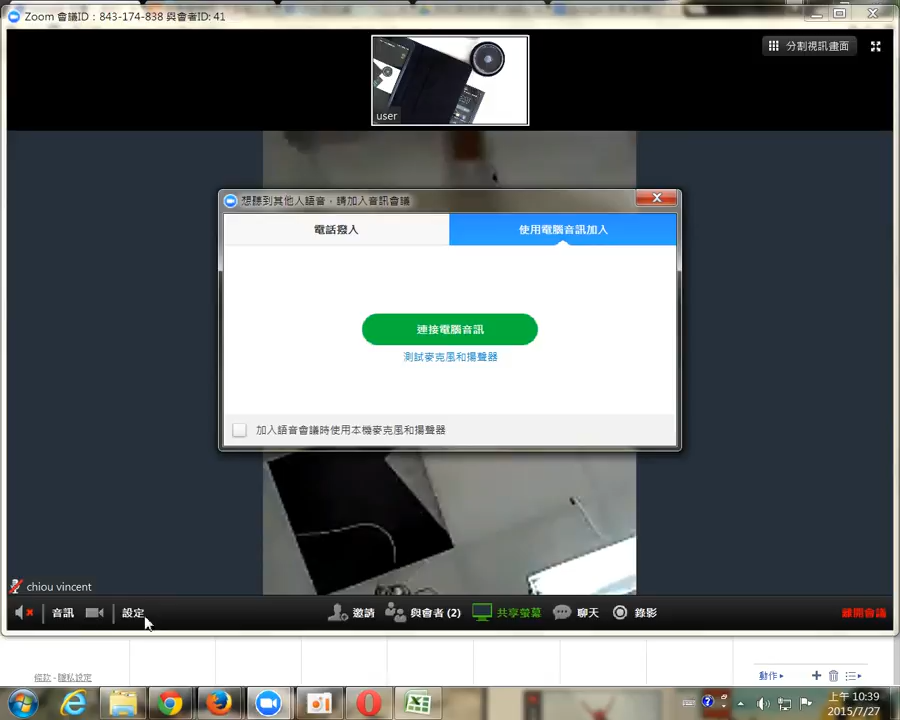 Zoom 會議ID：843-174-838 與會者ID: 41
分割視訊畫面
user
想聽到其他人語音，請加入音訊會議
電話撥入
使用電腦音訊加入
連接電腦音訊
測試麥克風和揚聲器
加入語音會議時使用本機麥克風和揚聲器
chiou vincent
音訊
設定
邀請
與會者 (2)
共享螢幕
聊天
錄影
離開會議
條款 - 隱私設定
動作
上午 10:39
2015/7/27